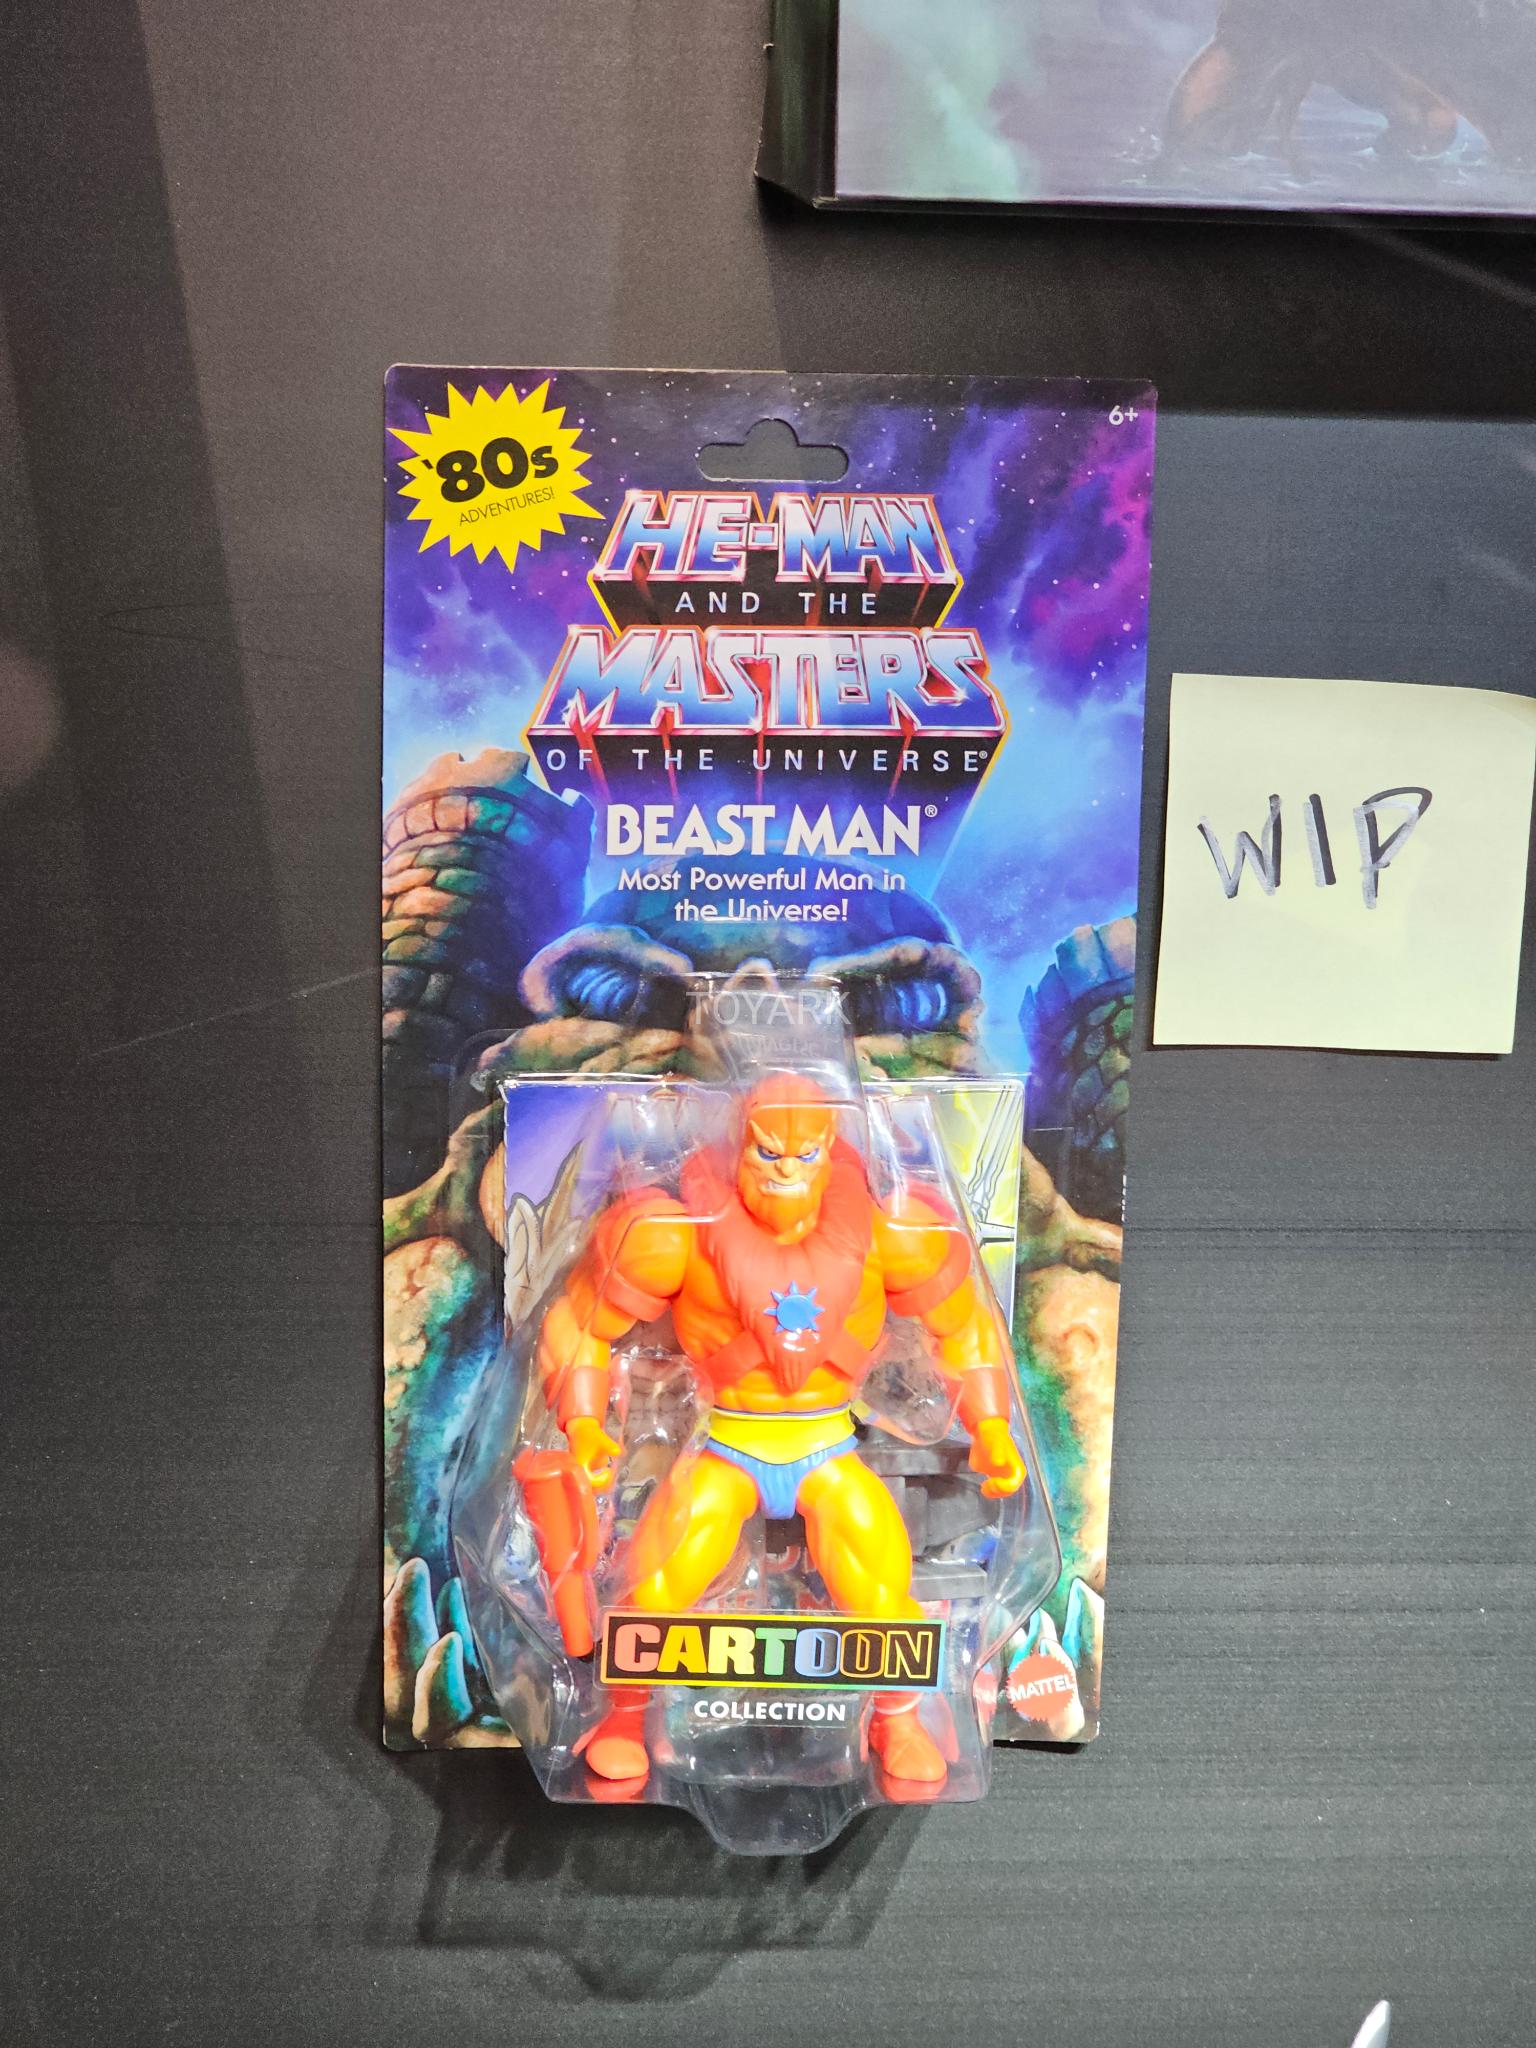 '80s
ADVENTURES!
6+
HE-MAN
AND THE
MASTERS
OF THE UNIVERSE®
BEAST MAN®
Most Powerful Man in
the Universe!
WIP
TOYARK
CARTOON
COLLECTION
MATTEL